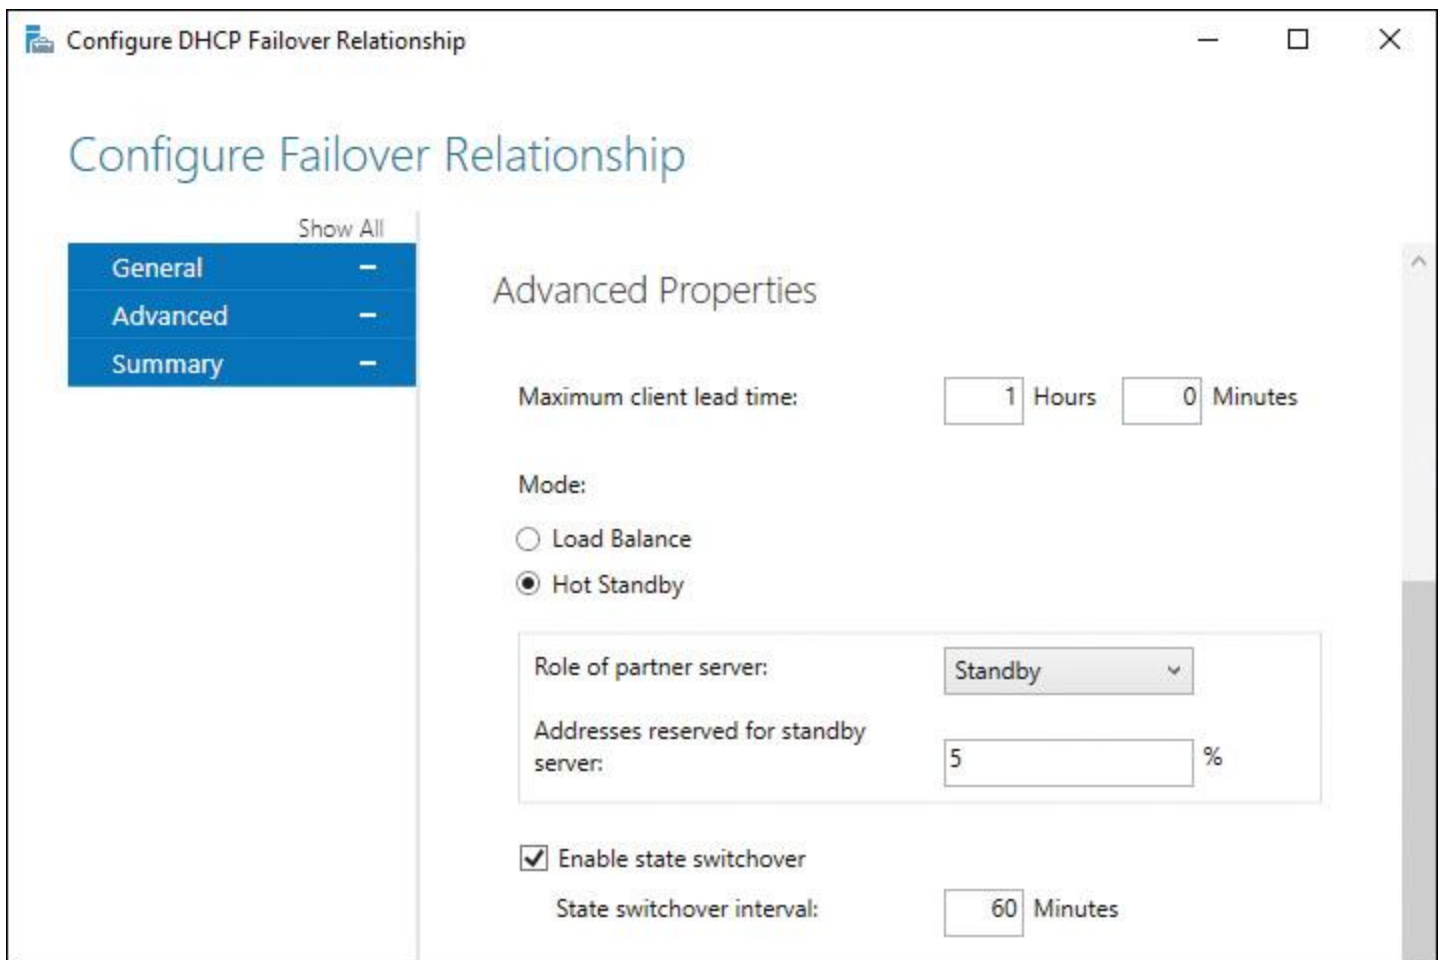 Configure DHCP Failover Relationship
Configure Failover Relationship
Show All
General
Advanced
Summary
Advanced Properties
Maximum client lead time: 1 Hours 0 Minutes
Mode:
Load Balance
Hot Standby
Role of partner server: Standby
Addresses reserved for standby
server: 5 %
Enable state switchover
State switchover interval: 60 Minutes